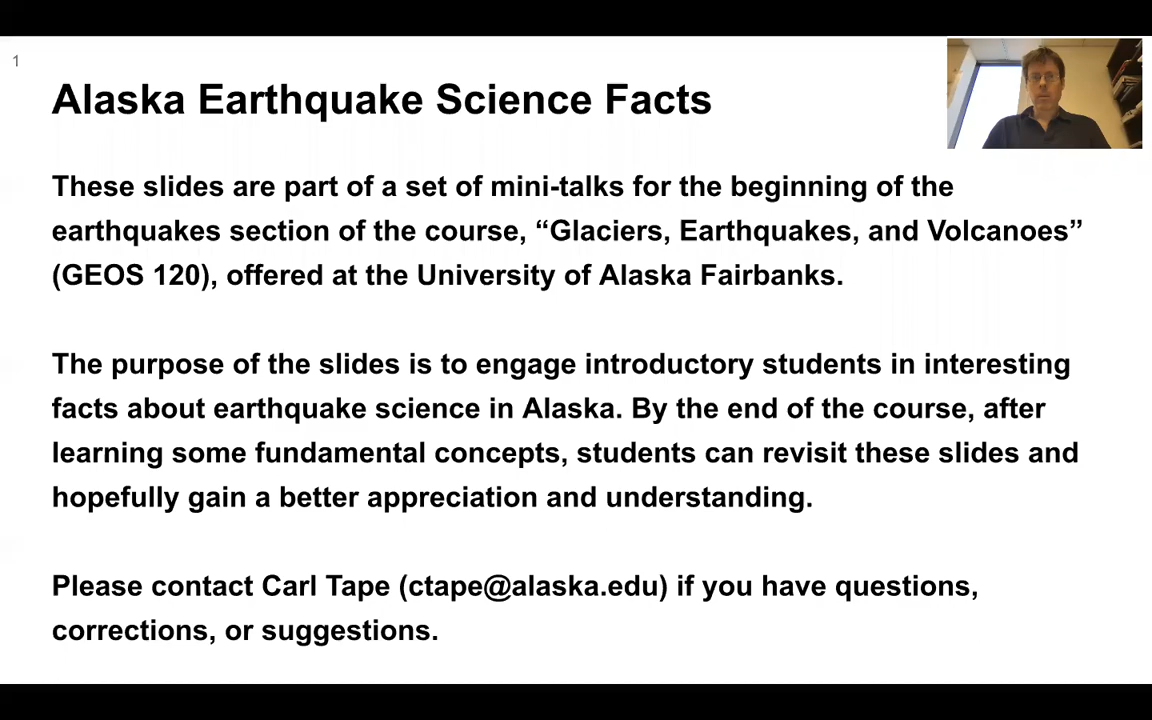 1
Alaska Earthquake Science Facts
These slides are part of a set of mini-talks for the beginning of the
earthquakes section of the course, “Glaciers, Earthquakes, and Volcanoes”
(GEOS 120), offered at the University of Alaska Fairbanks.
The purpose of the slides is to engage introductory students in interesting
facts about earthquake science in Alaska. By the end of the course, after
learning some fundamental concepts, students can revisit these slides and
hopefully gain a better appreciation and understanding.
Please contact Carl Tape (ctape@alaska.edu) if you have questions,
corrections, or suggestions.